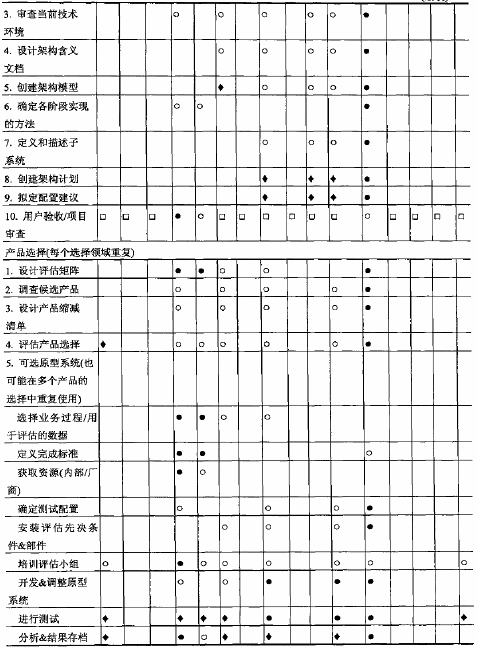 3. 审查当前技术
环境
4. 设计架构含义
文档
5. 创建架构模型
6. 确定各阶段实现
的方法
7. 定义和描述子
系统
8. 创建架构计划
9. 拟定配置建议
10. 用户验收/项目
审查
产品选择(每个选择领域重复)
1. 设计评估矩阵
2. 调查候选产品
3. 设计产品缩减
清单
4. 评估产品选择
5. 可选原型系统(也
可能在多个产品的
选择中重复使用)
选择业务过程/用
于评估的数据
定义完成标准
获取资源(内部/厂
商)
确定测试配置
安装评估先决条
件&部件
培训评估小组
开发&调整原型
系统
进行测试
分析&结果存档